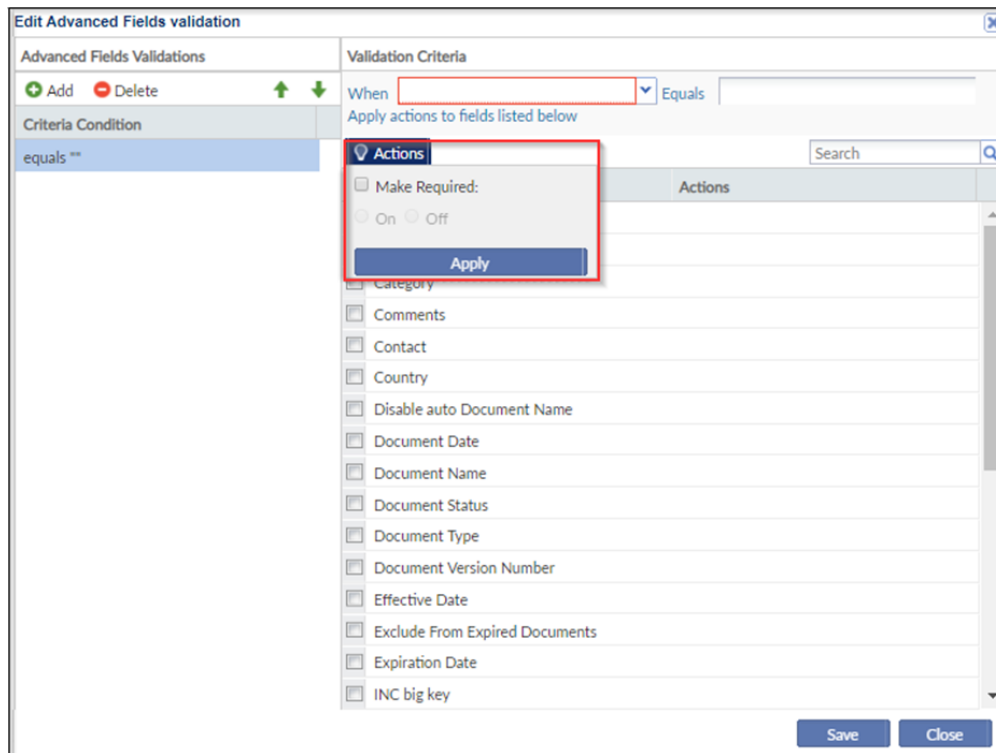 Edit Advanced Fields validation
Advanced Fields Validations
Validation Criteria
Add Delete
When Equals
Apply actions to fields listed below
Criteria Condition
equals ""
Actions
Search
Make Required:
Actions
On Off
Apply
Category
Comments
Contact
Country
Disable auto Document Name
Document Date
Document Name
Document Status
Document Type
Document Version Number
Effective Date
Exclude From Expired Documents
Expiration Date
INC big key
Save Close